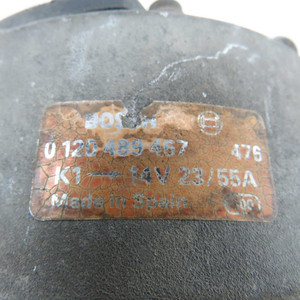 BOSCH
0 120 489 467 476
K1 → 14V 23/55A
Made in Spain